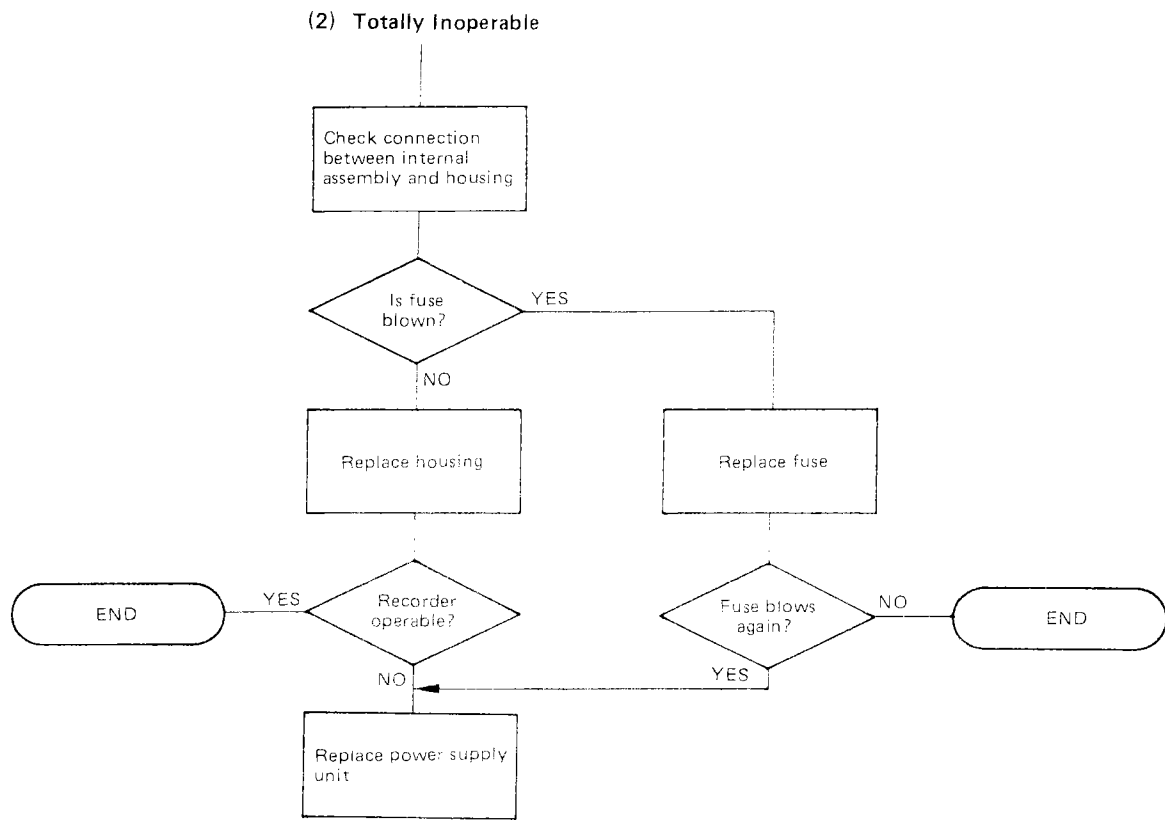 (2) Totally Inoperable
Check connection
between internal
assembly and housing
Is fuse
blown?
YES
NO
Replace housing
Replace fuse
END
YES
Recorder
operable?
NO
Fuse blows
again?
NO
END
YES
Replace power supply
unit